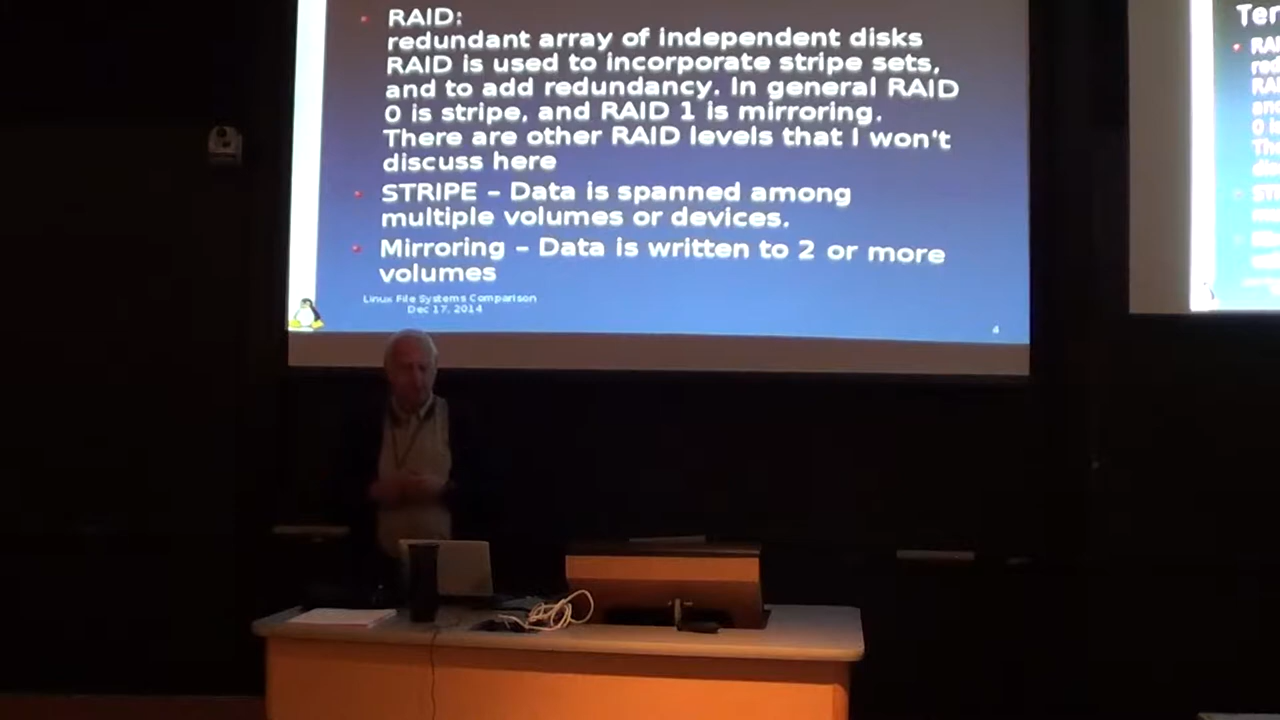 RAID:
redundant array of independent disks
RAID is used to incorporate stripe sets,
and to add redundancy. In general RAID
0 is stripe, and RAID 1 is mirroring.
There are other RAID levels that I won't
discuss here
STRIPE – Data is spanned among
multiple volumes or devices.
Mirroring – Data is written to 2 or more
volumes
Linux File Systems Comparison
Dec 17, 2014
4